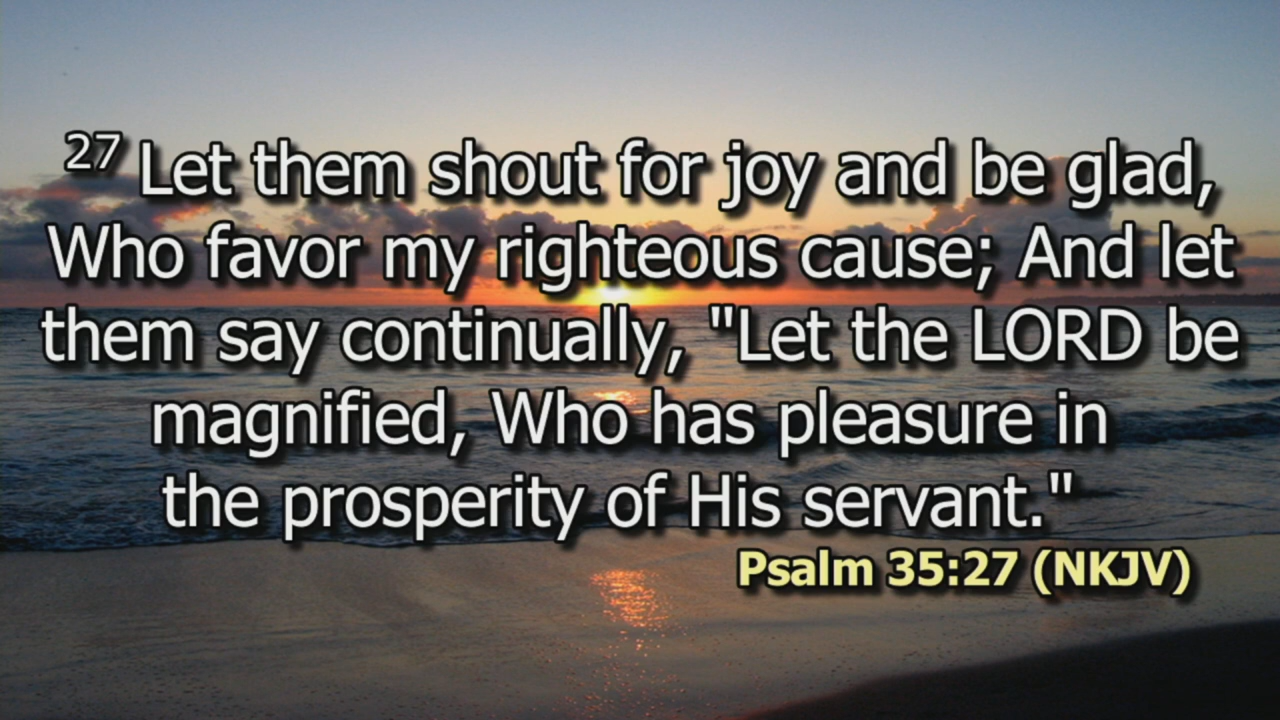 27 Let them shout for joy and be glad,
Who favor my righteous cause; And let
them say continually, "Let the LORD be
magnified, Who has pleasure in
the prosperity of His servant."
Psalm 35:27 (NKJV)